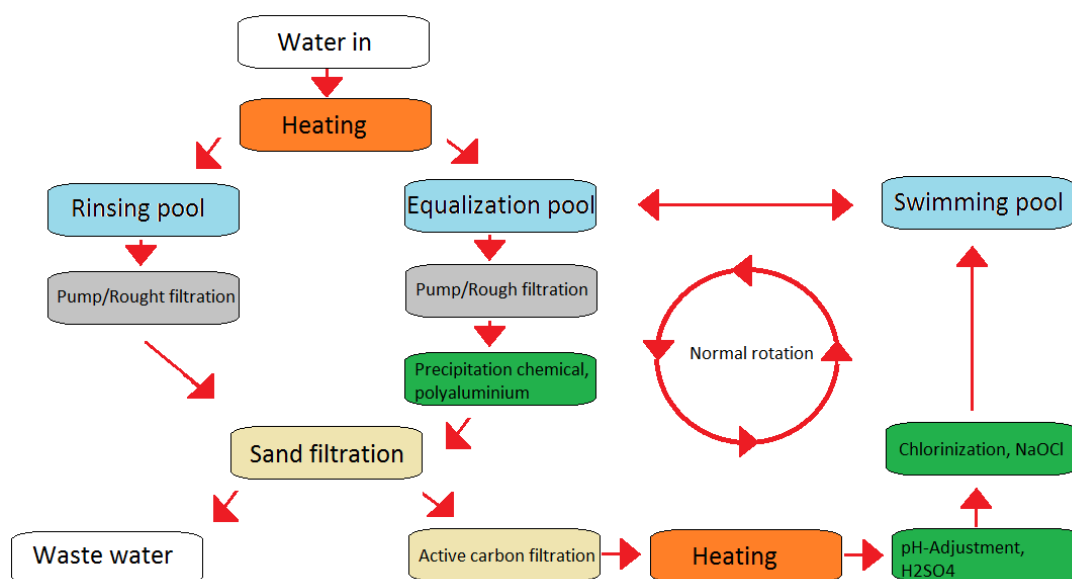 Water in
Heating
Rinsing pool
Equalization pool
Swimming pool
Pump/Rought filtration
Pump/Rough filtration
Normal rotation
Precipitation chemical,
polyaluminium
Sand filtration
Chlorinization, NaOCl
Waste water
Active carbon filtration
Heating
pH-Adjustment,
H2SO4